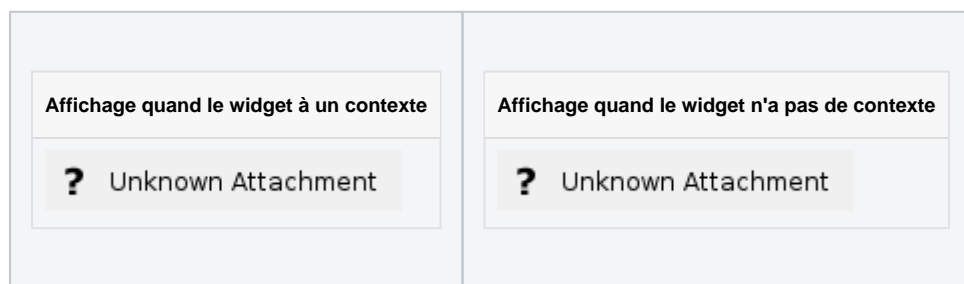 Affichage quand le widget à un contexte
? Unknown Attachment
Affichage quand le widget n'a pas de contexte
? Unknown Attachment